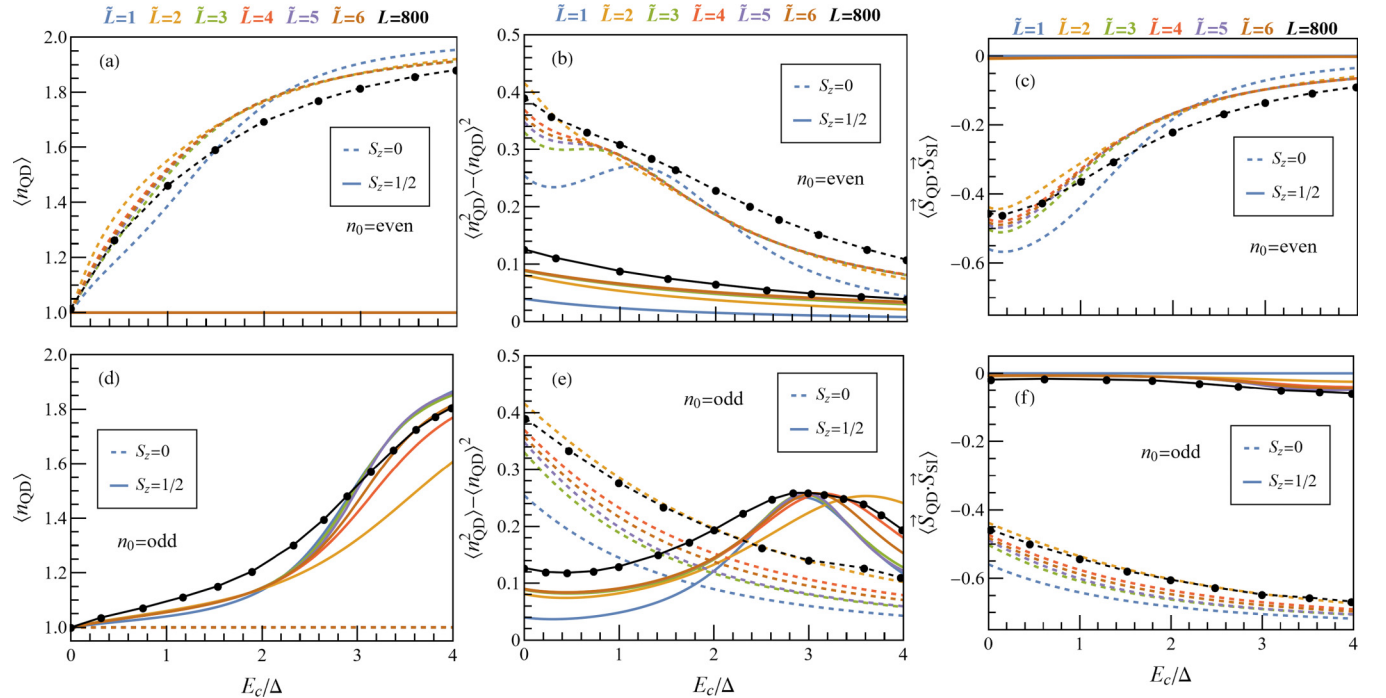 L̃=1 L̃=2 L̃=3 L̃=4 L̃=5 L̃=6 L=800
L̃=1 L̃=2 L̃=3 L̃=4 L̃=5 L̃=6 L=800
L̃=1 L̃=2 L̃=3 L̃=4 L̃=5 L̃=6 L=800
(a)
⟨n_QD⟩
2.0
1.8
1.6
1.4
1.2
1.0
S_z=0
S_z=1/2
n_0=even
(b)
⟨n²_QD⟩−⟨n_QD⟩²
0.5
0.4
0.3
0.2
0.1
0
S_z=0
S_z=1/2
n_0=even
0 1 2 3 4
(c)
⟨S⃗_QD·S⃗_SI⟩
0
−0.2
−0.4
−0.6
S_z=0
S_z=1/2
n_0=even
(d)
⟨n_QD⟩
2.0
1.8
1.6
1.4
1.2
1.0
S_z=0
S_z=1/2
n_0=odd
0 1 2 3 4
E_c/Δ
(e)
⟨n²_QD⟩−⟨n_QD⟩²
0.5
0.4
0.3
0.2
0.1
0
n_0=odd
S_z=0
S_z=1/2
0 1 2 3 4
E_c/Δ
(f)
⟨S⃗_QD·S⃗_SI⟩
0
−0.2
−0.4
−0.6
S_z=0
S_z=1/2
n_0=odd
0 1 2 3 4
E_c/Δ